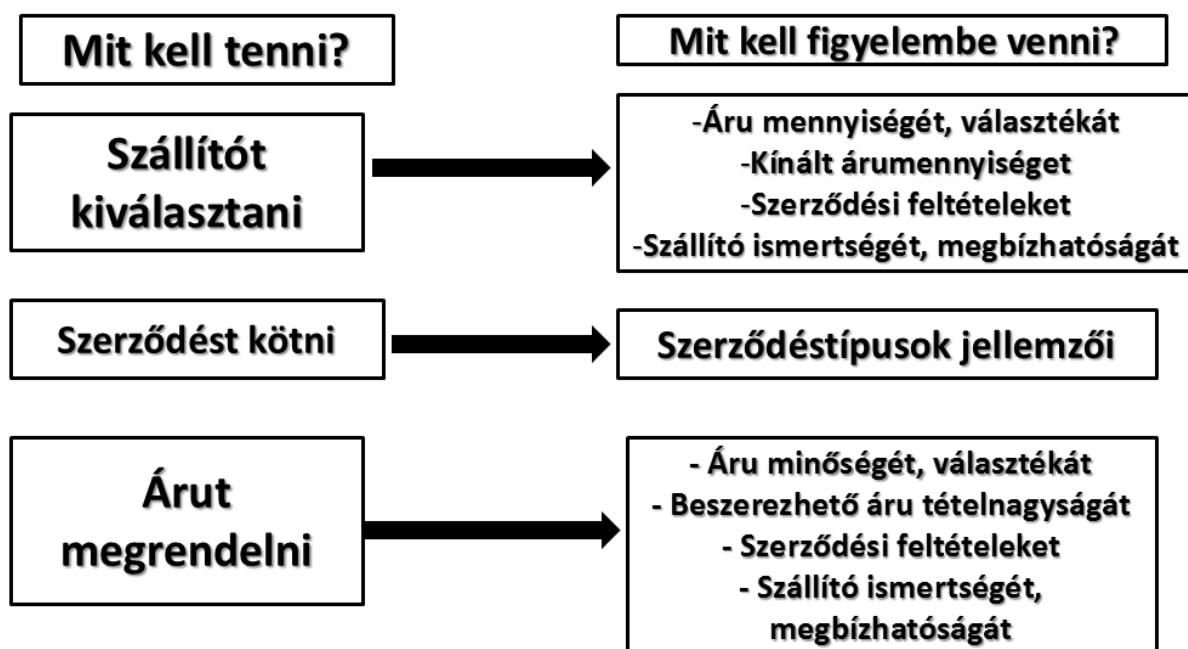 Mit kell tenni?
Mit kell figyelembe venni?
Szállítót
kiválasztani
-Áru mennyiségét, választékát
-Kínált árumennyiséget
-Szerződési feltételeket
-Szállító ismertségét, megbízhatóságát
Szerződést kötni
Szerződéstípusok jellemzői
Árut
megrendelni
- Áru minőségét, választékát
- Beszerezhető áru tételnagyságát
- Szerződési feltételeket
- Szállító ismertségét,
megbízhatóságát